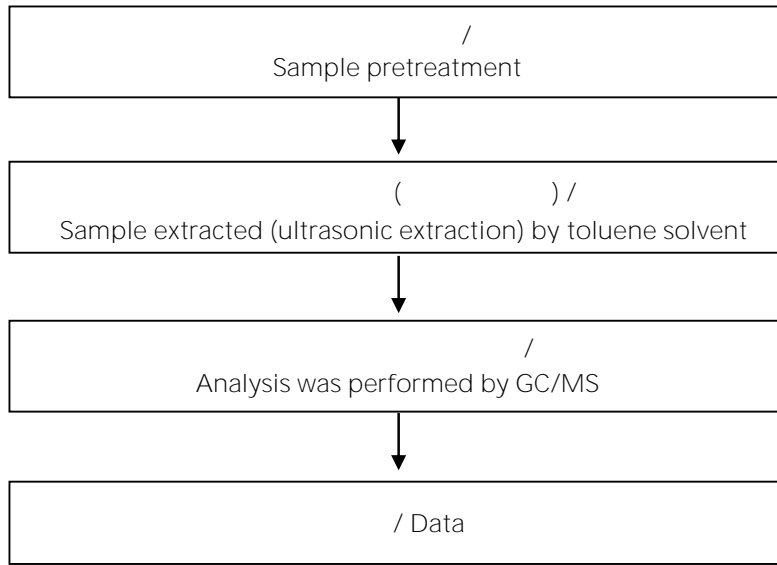 /
Sample pretreatment
( ) /
Sample extracted (ultrasonic extraction) by toluene solvent
/
Analysis was performed by GC/MS
/ Data